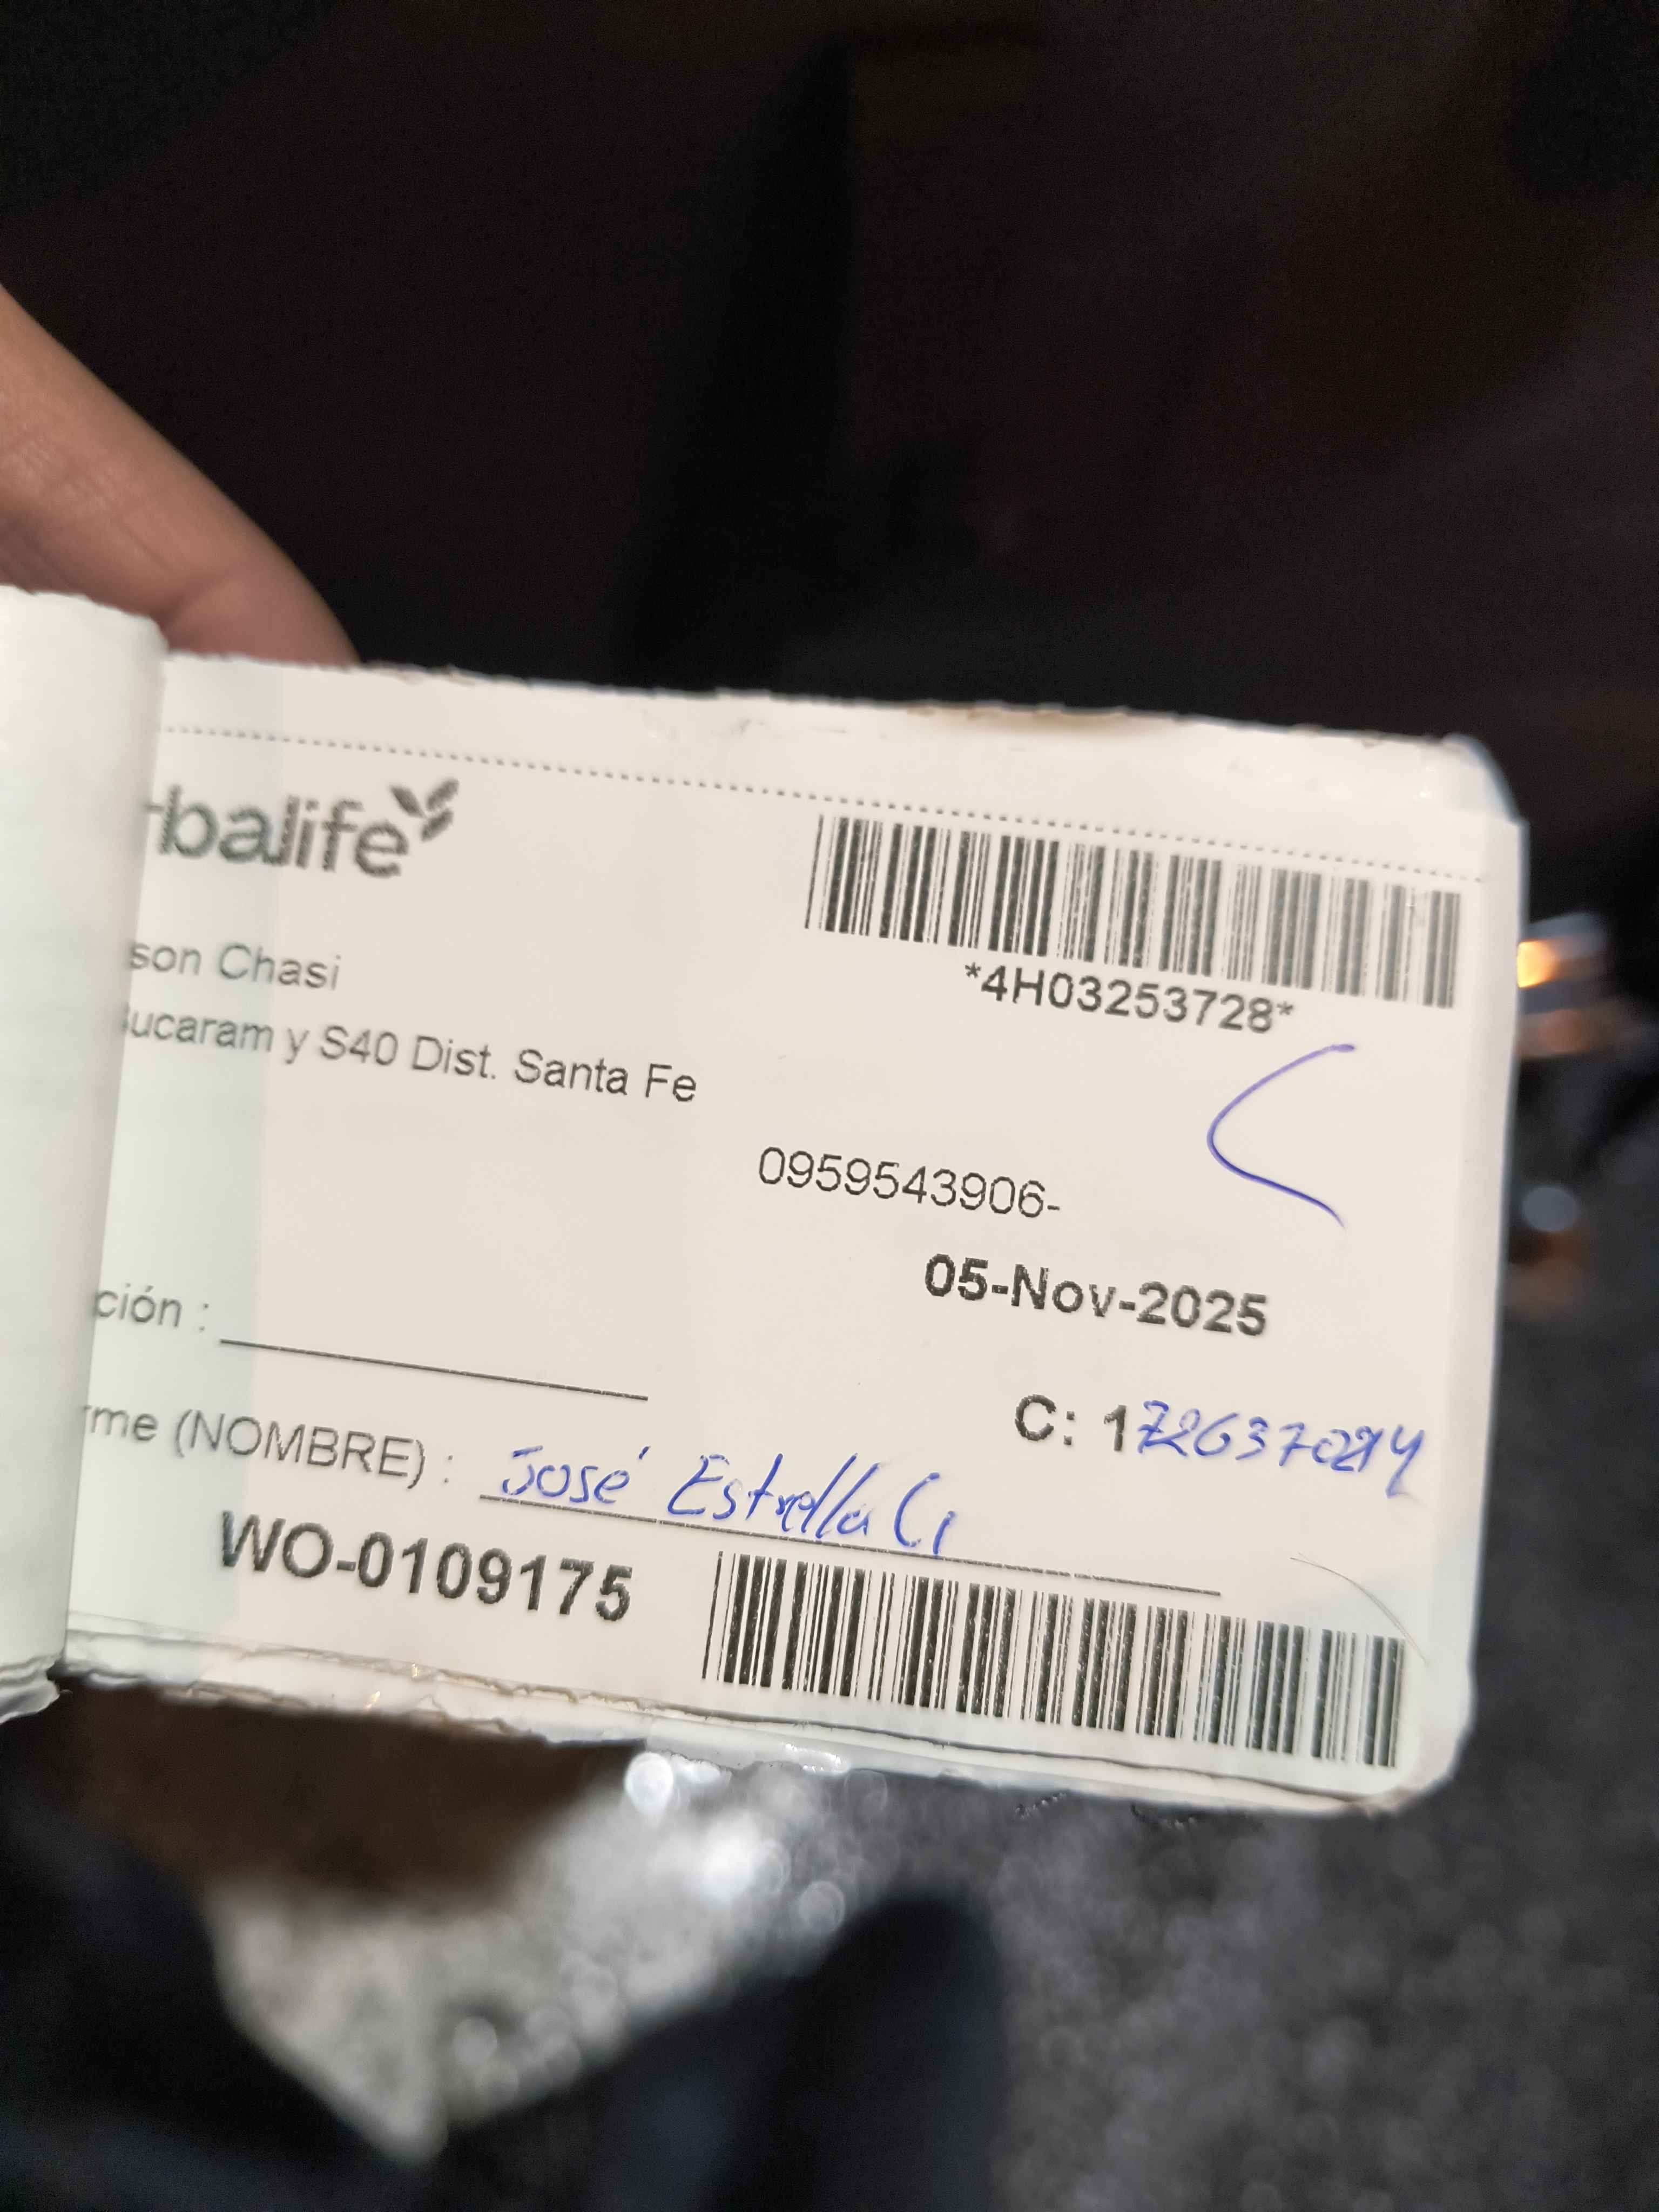 rbalife
son Chasi
*4H03253728*
Bucaram y S40 Dist. Santa Fe
0959543906-
05-Nov-2025
ción :
C: 1
rme (NOMBRE) : José Estrella
WO-0109175